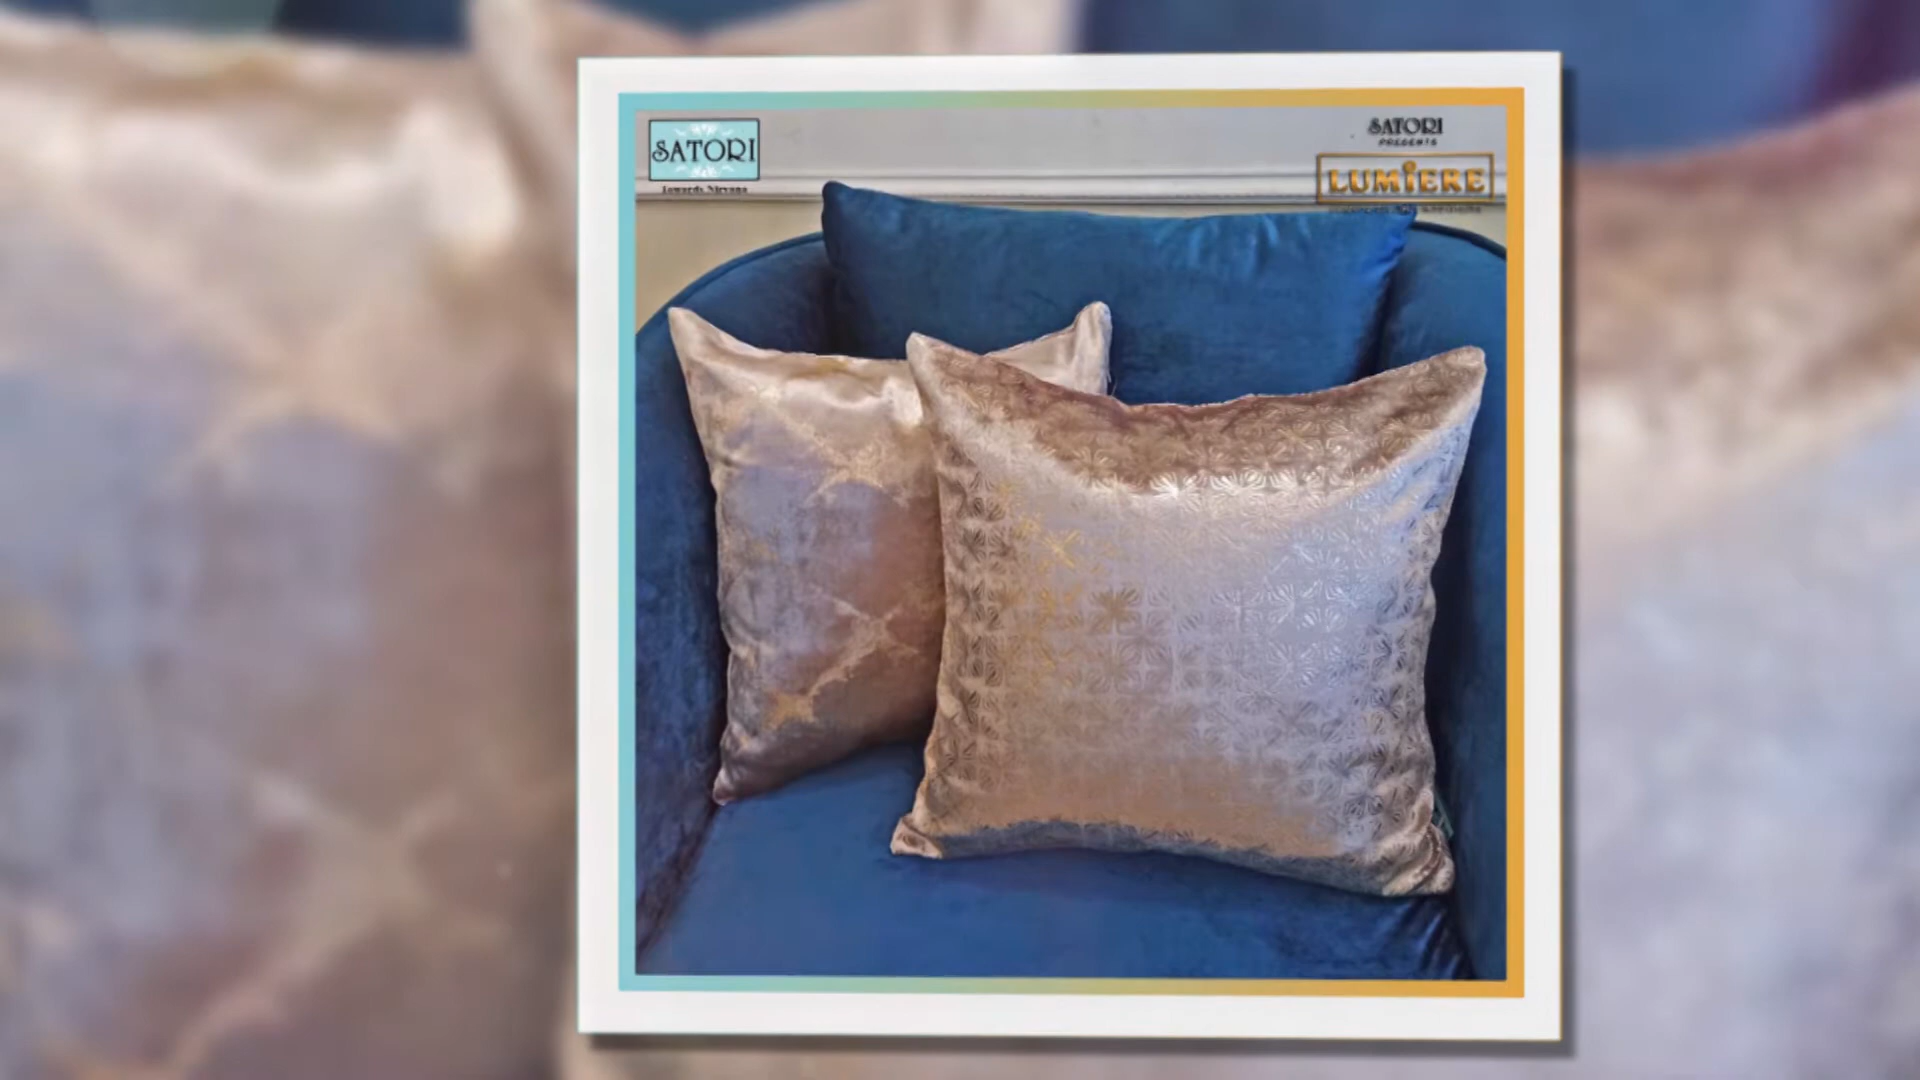 SATORI
Towards Nirvana
SATORI
PRESENTS
LUMIERE